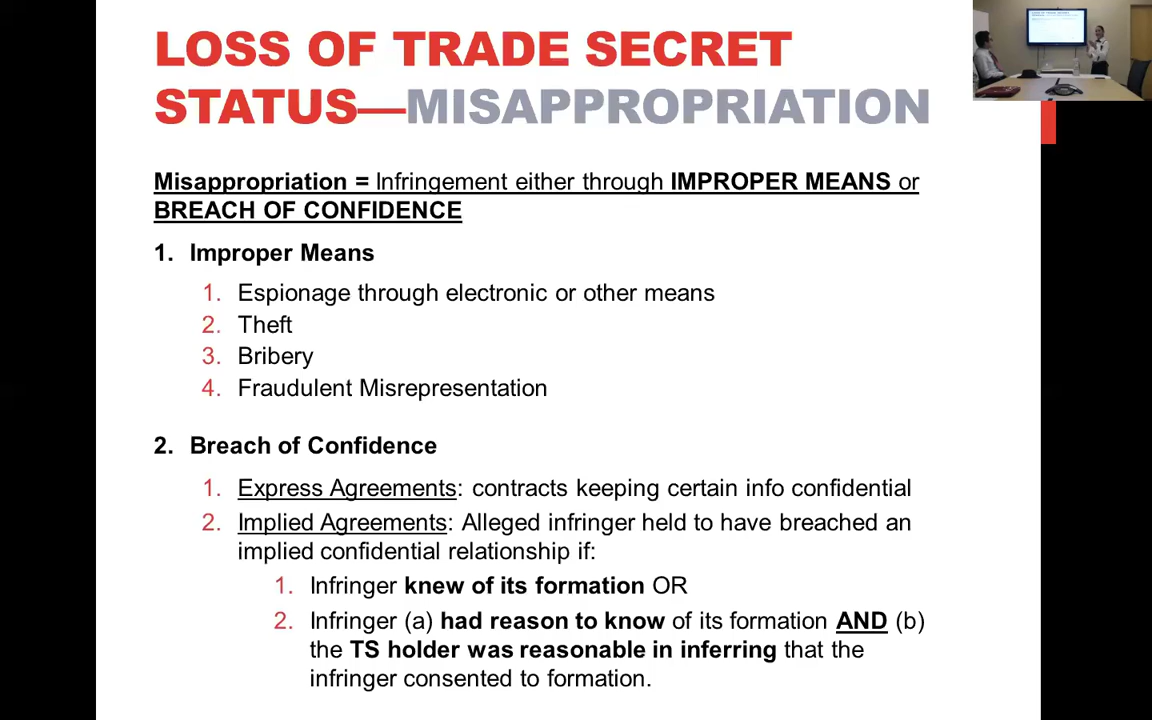 LOSS OF TRADE SECRET
STATUS—MISAPPROPRIATION
Misappropriation = Infringement either through IMPROPER MEANS or
BREACH OF CONFIDENCE
1. Improper Means
1. Espionage through electronic or other means
2. Theft
3. Bribery
4. Fraudulent Misrepresentation
2. Breach of Confidence
1. Express Agreements: contracts keeping certain info confidential
2. Implied Agreements: Alleged infringer held to have breached an
implied confidential relationship if:
1. Infringer knew of its formation OR
2. Infringer (a) had reason to know of its formation AND (b)
the TS holder was reasonable in inferring that the
infringer consented to formation.